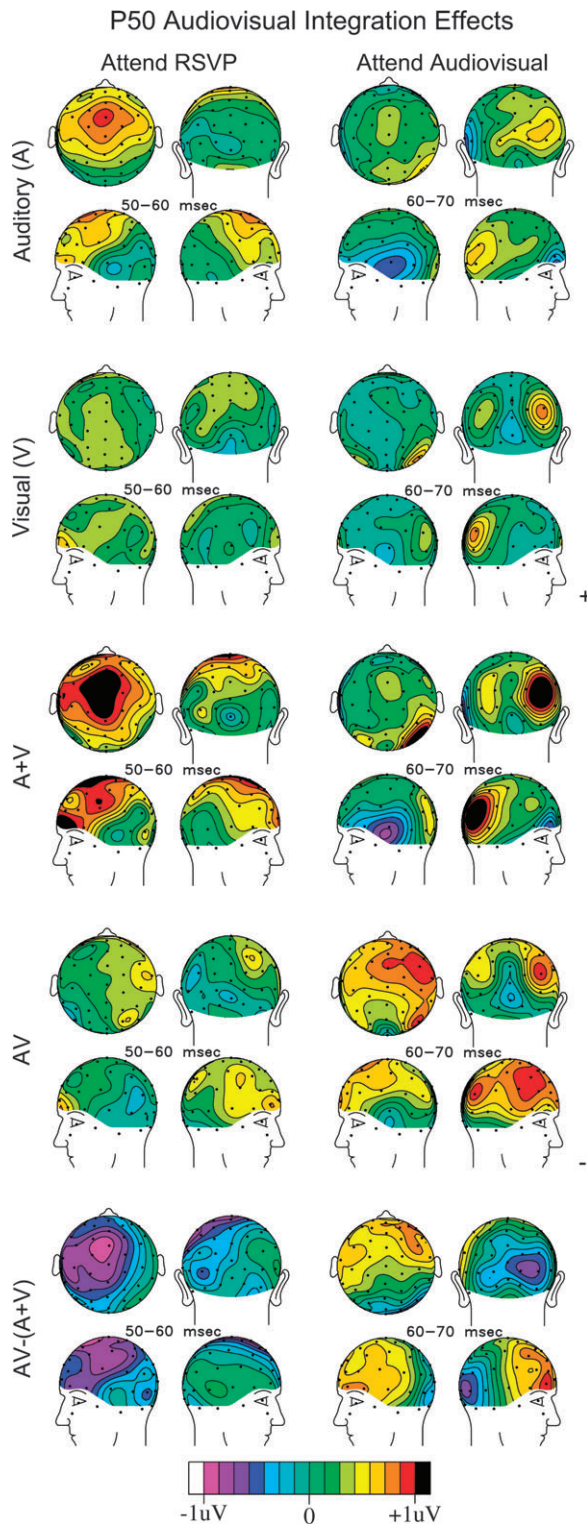 P50 Audiovisual Integration Effects
Attend RSVP
Attend Audiovisual
Auditory (A)
50–60 msec
60–70 msec
Visual (V)
50–60 msec
60–70 msec
+
A+V
50–60 msec
60–70 msec
AV
50–60 msec
60–70 msec
-
AV-(A+V)
50–60 msec
60–70 msec
-1uV
0
+1uV